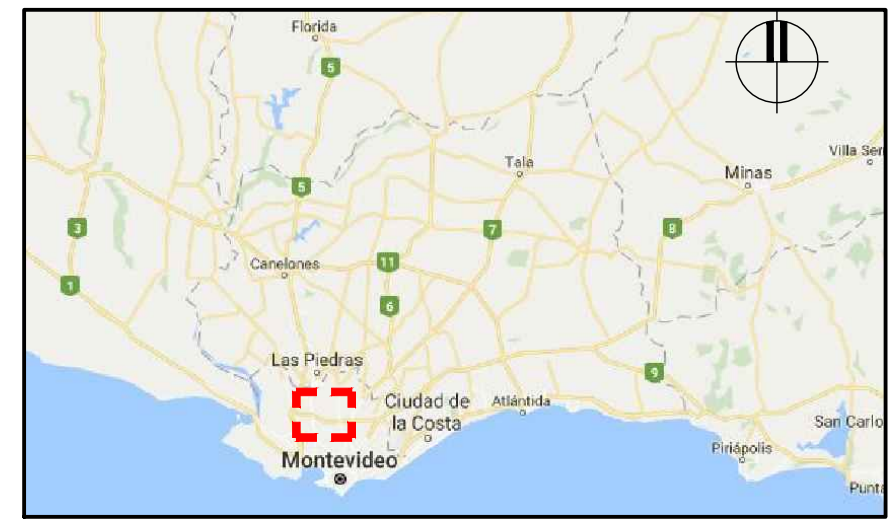 Florida
5
Tala
Villa Ser
Minas
5
3
7
8
Canelones
11
1
6
Las Piedras
9
Ciudad de
la Costa
Atlántida
San Carlo
Piriápolis
Montevideo
Punta